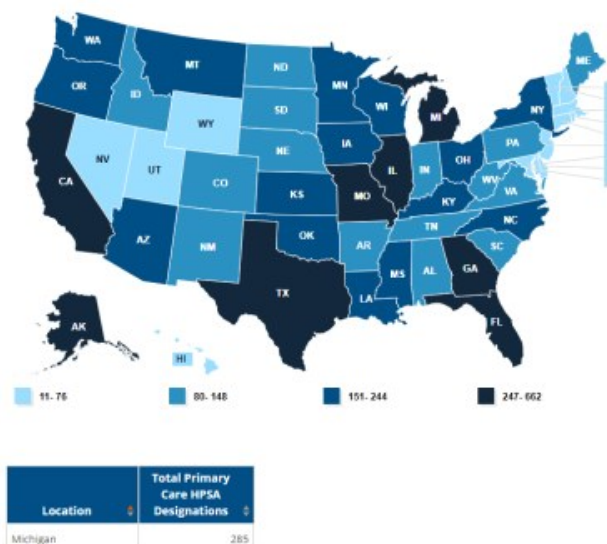 WA
MT
ND
MN
ME
OR
ID
SD
WI
MI
NY
WY
NE
IA
PA
NV
UT
CO
IL
IN
OH
CA
KS
MO
WV
VA
KY
AZ
NM
OK
AR
TN
NC
SC
MS
AL
GA
TX
LA
AK
FL
HI
11- 76
80- 148
151- 244
247- 662
Location
Total Primary
Care HPSA
Designations
Michigan 285